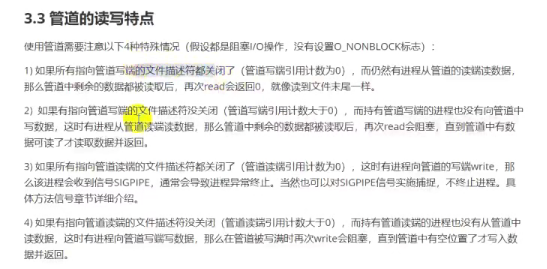 3.3 管道的读写特点
使用管道需要注意以下4种特殊情况（假设都是阻塞I/O操作，没有设置O_NONBLOCK标志）：
1) 如果所有指向管道写端的文件描述符都关闭了（管道写端引用计数为0），而仍然有进程从管道的读端读数据，
那么管道中剩余的数据都被读取后，再次read会返回0，就像读到文件末尾一样。
2) 如果有指向管道写端的文件描述符没关闭（管道写端引用计数大于0），而持有管道写端的进程也没有向管道中
写数据，这时有进程从管道读端读数据，那么管道中剩余的数据都被读取后，再次read会阻塞，直到管道中有数
据可读了才读取数据并返回。
3) 如果所有指向管道读端的文件描述符都关闭了（管道读端引用计数为0），这时有进程向管道的写端write，那
么该进程会收到信号SIGPIPE，通常会导致进程异常终止。当然也可以对SIGPIPE信号实施捕捉，不终止进程。具
体方法信号章节详细介绍。
4) 如果有指向管道读端的文件描述符没关闭（管道读端引用计数大于0），而持有管道读端的进程也没有从管道中
读数据，这时有进程向管道写端写数据，那么在管道被写满时再次write会阻塞，直到管道中有空位置了才写入数
据并返回。